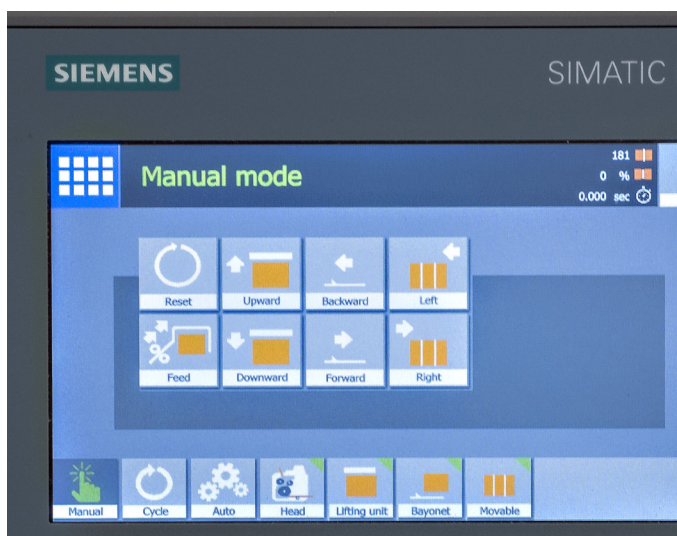 SIEMENS
SIMATIC
Manual mode
181
0 %
0.000 sec
Reset
Upward
Backward
Left
Feed
Downward
Forward
Right
Manual
Cycle
Auto
Head
Lifting unit
Bayonet
Movable